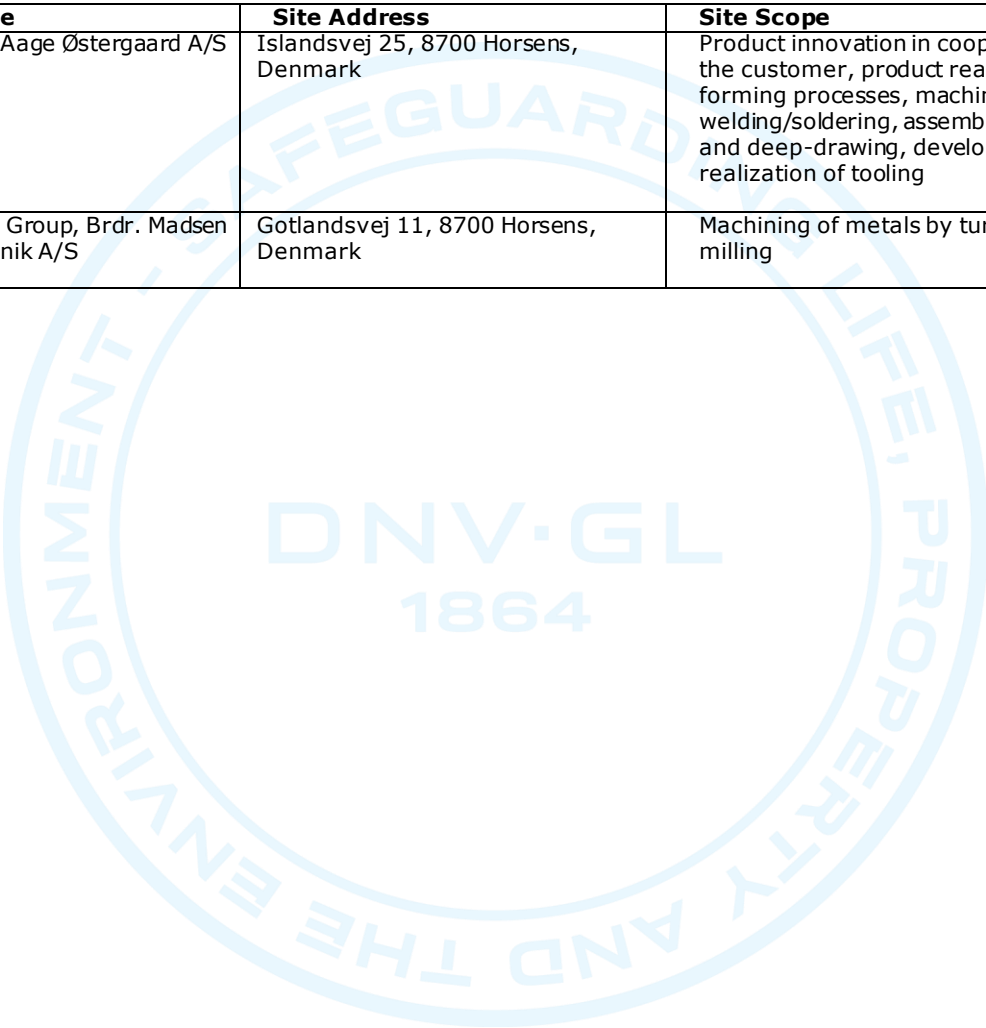 e Site Address Site Scope
Aage Østergaard A/S Islandsvej 25, 8700 Horsens, Product innovation in coop
Denmark the customer, product rea
forming processes, machin
welding/soldering, assemb
and deep-drawing, develo
realization of tooling
Group, Brdr. Madsen Gotlandsvej 11, 8700 Horsens, Machining of metals by tur
nik A/S Denmark milling
SAFEGUARDING LIFE, PROPERTY AND THE ENVIRONMENT -
DNV·GL
1864